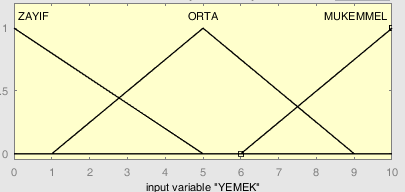 ZAYIF ORTA MUKEMMEL
1
.5
0
0 1 2 3 4 5 6 7 8 9 10
input variable "YEMEK"